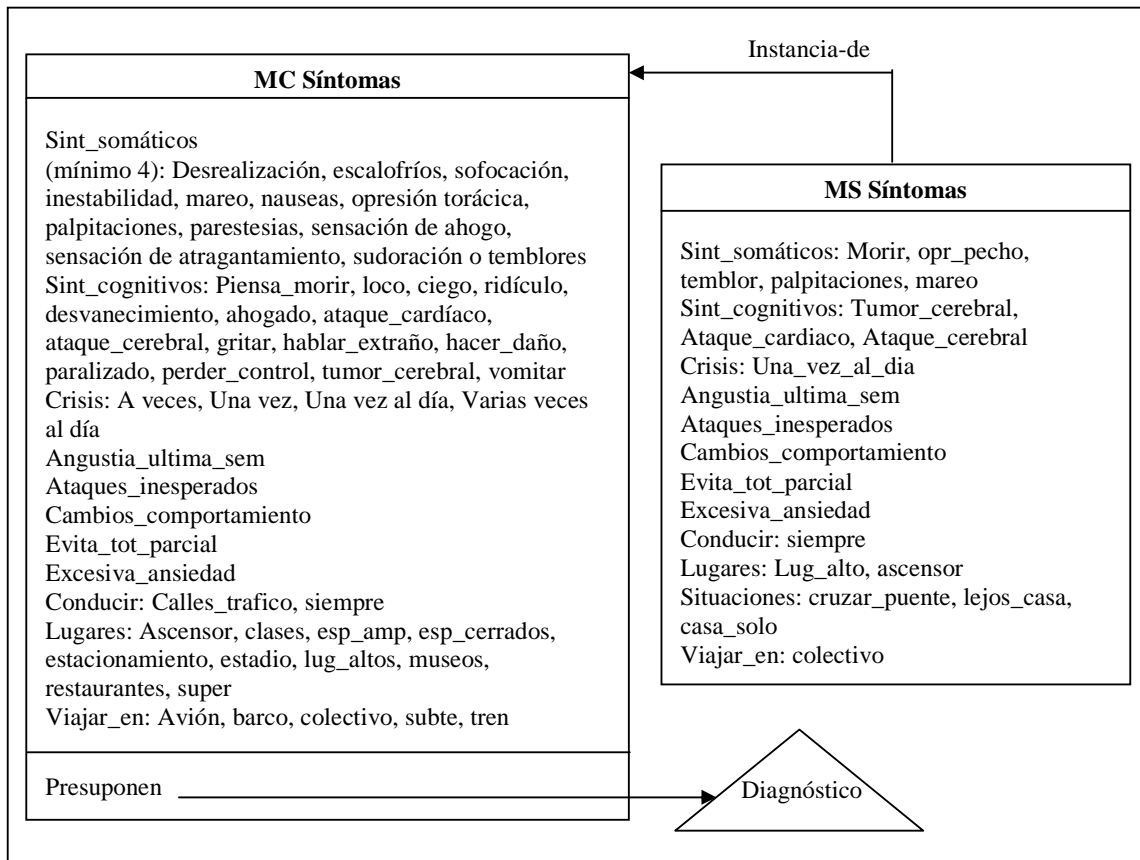 Instancia-de
MC Síntomas
Sint_somáticos
(mínimo 4): Desrealización, escalofríos, sofocación,
inestabilidad, mareo, nauseas, opresión torácica,
palpitaciones, parestesias, sensación de ahogo,
sensación de atragantamiento, sudoración o temblores
Sint_cognitivos: Piensa_morir, loco, ciego, ridículo,
desvanecimiento, ahogado, ataque_cardíaco,
ataque_cerebral, gritar, hablar_extraño, hacer_daño,
paralizado, perder_control, tumor_cerebral, vomitar
Crisis: A veces, Una vez, Una vez al día, Varias veces
al día
Angustia_ultima_sem
Ataques_inesperados
Cambios_comportamiento
Evita_tot_parcial
Excesiva_ansiedad
Conducir: Calles_trafico, siempre
Lugares: Ascensor, clases, esp_amp, esp_cerrados,
estacionamiento, estadio, lug_altos, museos,
restaurantes, super
Viajar_en: Avión, barco, colectivo, subte, tren
Presuponen
MS Síntomas
Sint_somáticos: Morir, opr_pecho,
temblor, palpitaciones, mareo
Sint_cognitivos: Tumor_cerebral,
Ataque_cardiaco, Ataque_cerebral
Crisis: Una_vez_al_dia
Angustia_ultima_sem
Ataques_inesperados
Cambios_comportamiento
Evita_tot_parcial
Excesiva_ansiedad
Conducir: siempre
Lugares: Lug_alto, ascensor
Situaciones: cruzar_puente, lejos_casa,
casa_solo
Viajar_en: colectivo
Diagnóstico